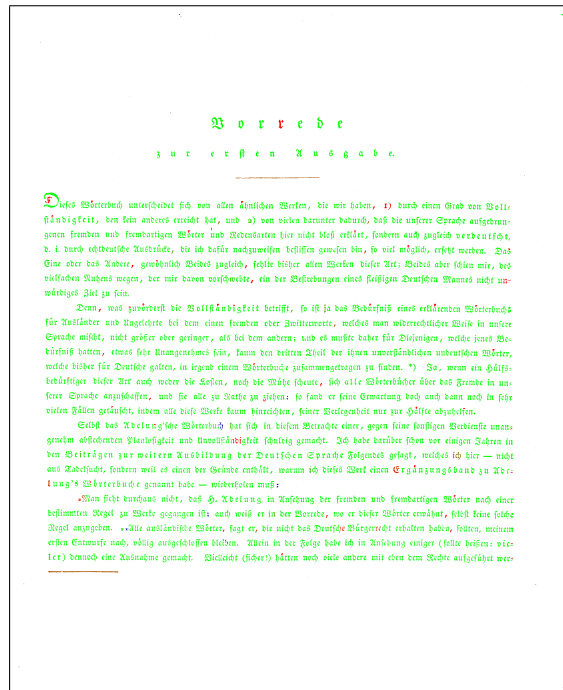 Vorrede
zur ersten Ausgabe.
Dieses Wörterbuch unterscheidet sich von allen ähnlichen Werken, die wir haben, 1) durch einen Grad von Voll-
ständigkeit, den kein anderes erreicht hat, und 2) von vielen darunter dadurch, daß die unserer Sprache aufgedrun-
genen fremden und fremdartigen Wörter und Redensarten hier nicht bloß erklärt, sondern auch zugleich verdeutscht,
d. i. durch echtdeutsche Ausdrücke, die ich dafür nachzuweisen beflissen gewesen bin, so viel möglich, ersetzt werden. Das
Eine oder das Andere, gewöhnlich Beides zugleich, fehlte bisher allen Werken dieser Art; Beides aber schien mir, des
vielfachen Nutzens wegen, der mir davon vorschwebte, ein der Bestrebungen eines fleißigen Deutschen Mannes nicht un-
würdiges Ziel zu sein.
Denn, was zuvörderst die Vollständigkeit betrifft, so ist ja das Bedürfniß eines erklärenden Wörterbuchs
für Ausländer und Ungelehrte bei dem einen fremden oder Zwitterworte, welches man widerrechtlicher Weise in unsere
Sprache mischt, nicht größer oder geringer, als bei dem andern; und es mußte daher für Diejenigen, welche jenes Be-
dürfniß hatten, etwas sehr Unangenehmes sein, kaum den dritten Theil der ihnen unverständlichen undeutschen Wörter,
welche bisher für Deutsche galten, in irgend einem Wörterbuche zusammengetragen zu finden. *) Ja, wenn ein Hülfs-
bedürftiger dieser Art auch weder die Kosten, noch die Mühe scheute, sich alle Wörterbücher über das Fremde in un-
serer Sprache anzuschaffen, und sie alle zu Rathe zu ziehen: so fand er seine Erwartung doch auch dann noch in sehr
vielen Fällen getäuscht, indem alle diese Werke kaum hinreichten, seiner Verlegenheit nur zur Hälfte abzuhelfen.
Selbst das Adelung'sche Wörterbuch hat sich in diesem Betrachte einer, gegen seine sonstigen Verdienste unan-
genehm abstechenden Planlosigkeit und Unvollständigkeit schuldig gemacht. Ich habe darüber schon vor einigen Jahren in
den Beiträgen zur weitern Ausbildung der Deutschen Sprache Folgendes gesagt, welches ich hier — nicht
aus Tadelsucht, sondern weil es einen der Gründe enthält, warum ich dieses Werk einen Ergänzungsband zu Ade-
lung's Wörterbuche genannt habe — wiederholen muß:
„Man sieht durchaus nicht, daß H. Adelung in Ansehung der fremden und fremdartigen Wörter nach einer
bestimmten Regel zu Werke gegangen ist; auch weiß er in der Vorrede, wo er dieser Wörter erwähnt, selbst keine solche
Regel anzugeben. „Alle ausländische Wörter, sagt er, die nicht das Deutsche Bürgerrecht erhalten haben, sollten, meinem
ersten Entwurfe nach, völlig ausgeschlossen bleiben. Allein in der Folge habe ich in Ansehung einiger (sollte heißen: vie-
ler) dennoch eine Ausnahme gemacht. Vielleicht (sicher!) hätten noch viele andere mit eben dem Rechte aufgeführt wer-